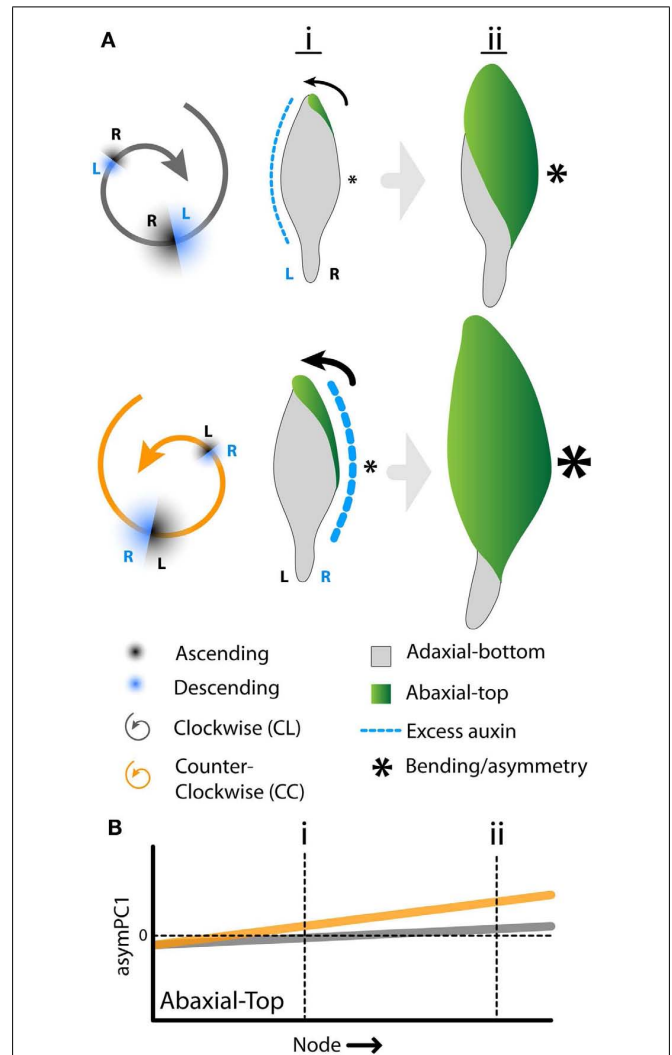 A
i
ii
R
L
R
L
*
*
L
R
L
R
R
L
*
*
L
R
Ascending
Adaxial-bottom
Descending
Abaxial-top
Clockwise (CL)
Excess auxin
Counter-
Clockwise (CC)
* Bending/asymmetry
B
i
ii
asymPC1
0
Abaxial-Top
Node